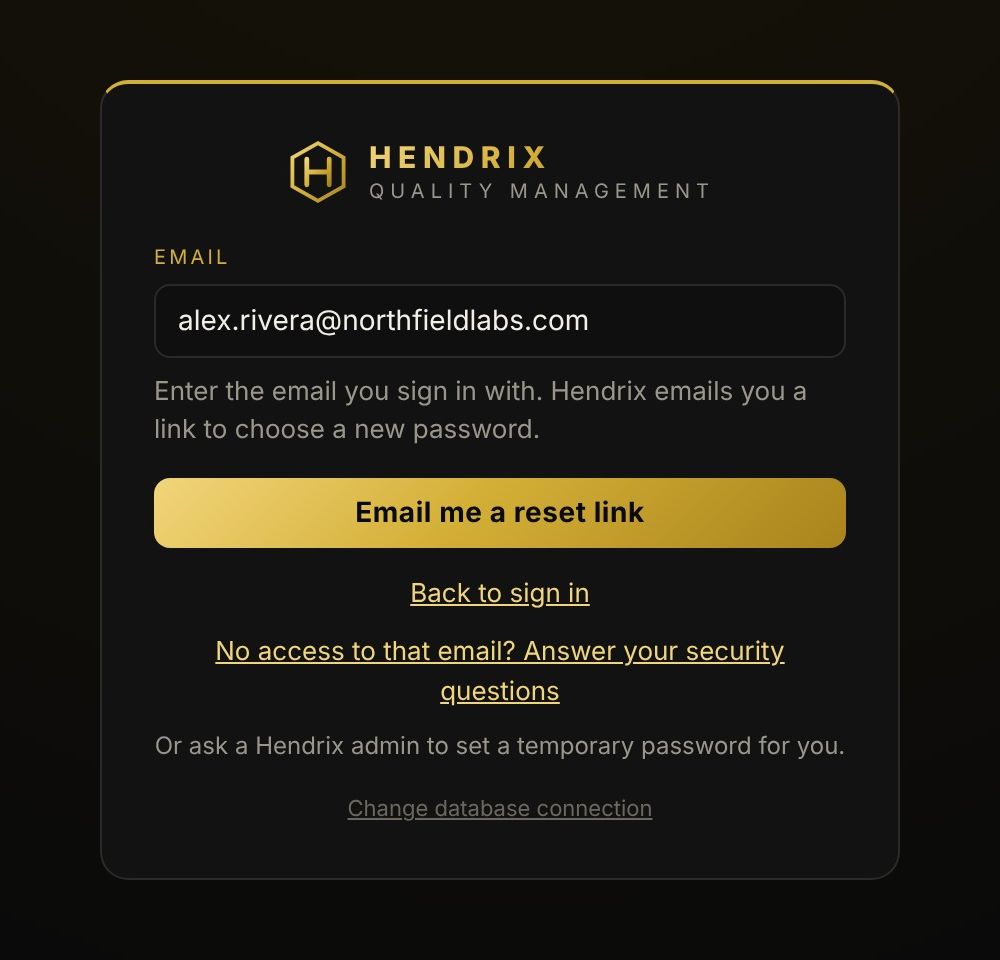 HENDRIX
QUALITY MANAGEMENT
EMAIL
alex.rivera@northfieldlabs.com
Enter the email you sign in with. Hendrix emails you a
link to choose a new password.
Email me a reset link
Back to sign in
No access to that email? Answer your security
questions
Or ask a Hendrix admin to set a temporary password for you.
Change database connection